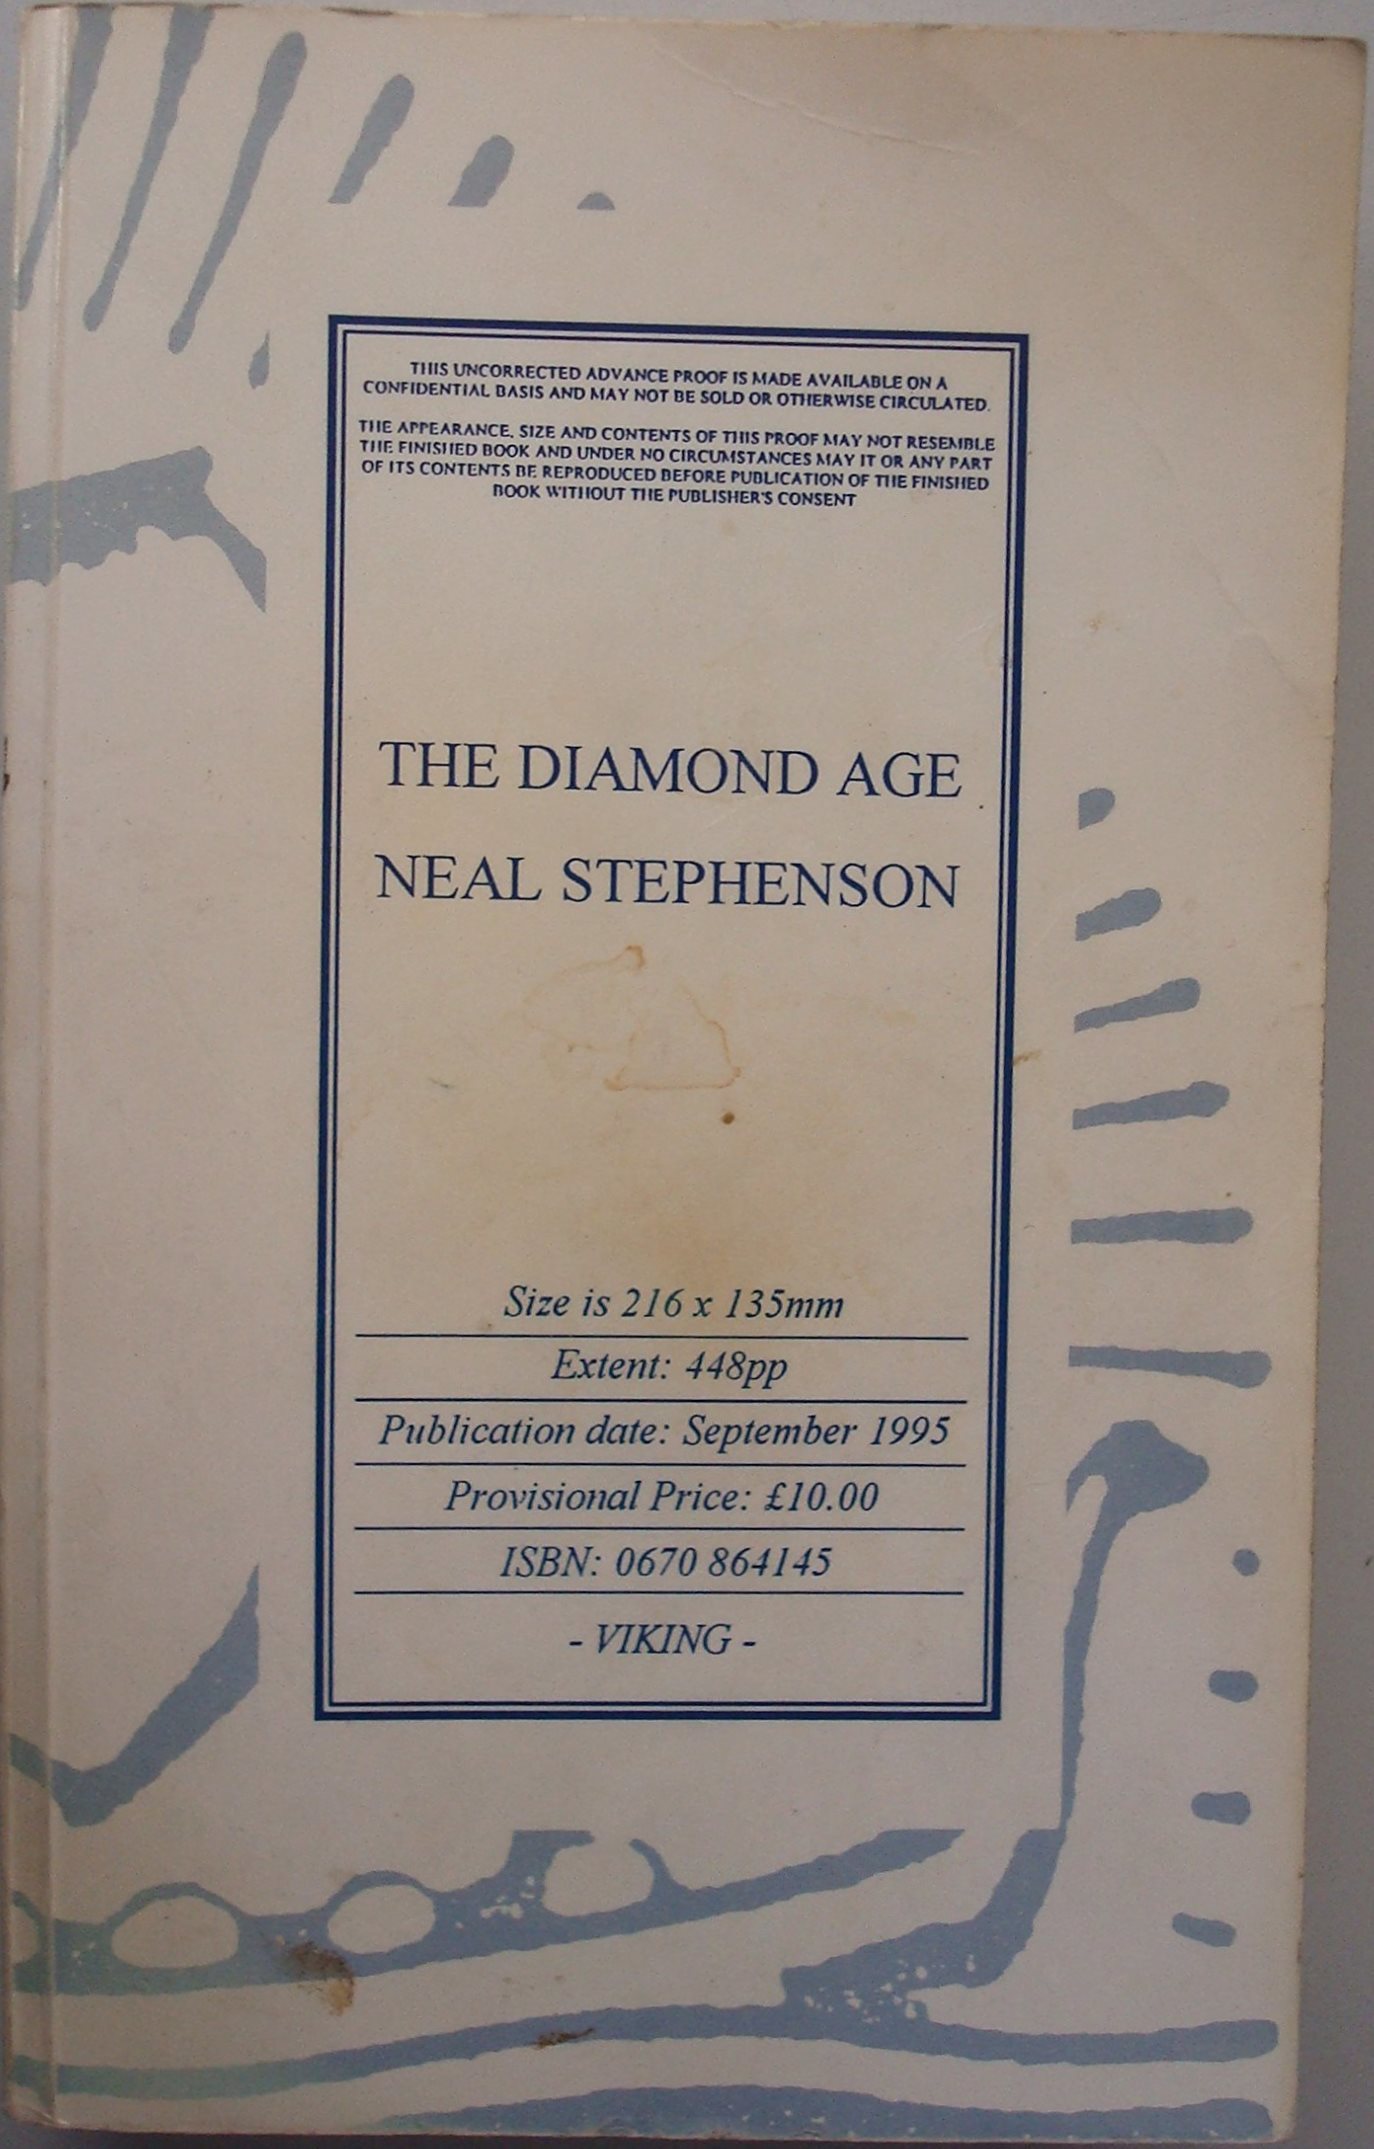 THIS UNCORRECTED ADVANCE PROOF IS MADE AVAILABLE ON A
CONFIDENTIAL BASIS AND MAY NOT BE SOLD OR OTHERWISE CIRCULATED.
THE APPEARANCE, SIZE AND CONTENTS OF THIS PROOF MAY NOT RESEMBLE
THE FINISHED BOOK AND UNDER NO CIRCUMSTANCES MAY IT OR ANY PART
OF ITS CONTENTS BE REPRODUCED BEFORE PUBLICATION OF THE FINISHED
BOOK WITHOUT THE PUBLISHER'S CONSENT
THE DIAMOND AGE
NEAL STEPHENSON
Size is 216 x 135mm
Extent: 448pp
Publication date: September 1995
Provisional Price: £10.00
ISBN: 0670 864145
- VIKING -